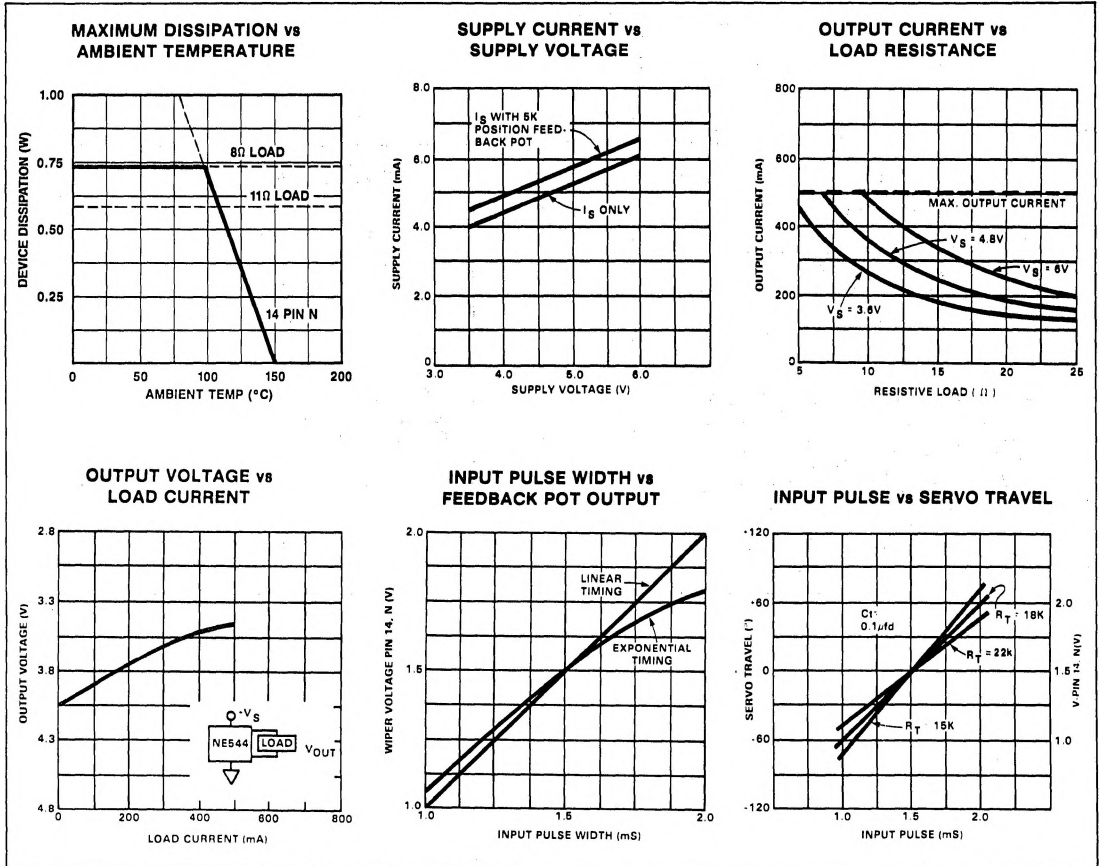 MAXIMUM DISSIPATION vs
AMBIENT TEMPERATURE
1.00
0.75
0.50
0.25
DEVICE DISSIPATION (W)
8Ω LOAD
11Ω LOAD
14 PIN N
0
50
100
150
200
AMBIENT TEMP (°C)
SUPPLY CURRENT vs
SUPPLY VOLTAGE
8.0
6.0
4.0
2.0
0
SUPPLY CURRENT (mA)
IS WITH 5K
POSITION FEED-
BACK POT
IS ONLY
3.0
4.0
5.0
6.0
SUPPLY VOLTAGE (V)
OUTPUT CURRENT vs
LOAD RESISTANCE
800
600
400
200
0
OUTPUT CURRENT (mA)
MAX. OUTPUT CURRENT
VS = 4.8V
VS = 6V
VS = 3.6V
5
10
15
20
25
RESISTIVE LOAD (Ω)
OUTPUT VOLTAGE vs
LOAD CURRENT
2.8
3.3
3.8
4.3
4.8
OUTPUT VOLTAGE (V)
-VS
NE544
LOAD
VOUT
0
200
400
600
800
LOAD CURRENT (mA)
INPUT PULSE WIDTH vs
FEEDBACK POT OUTPUT
2.0
1.5
1.0
WIPER VOLTAGE PIN 14, N (V)
LINEAR
TIMING
EXPONENTIAL
TIMING
1.0
1.5
2.0
INPUT PULSE WIDTH (mS)
INPUT PULSE vs SERVO TRAVEL
+120
+60
0
-60
-120
SERVO TRAVEL (°)
Ct:
0.1µfd
RT 18K
RT = 22k
RT 15K
2.0
1.5
1.0
V-PIN 14, N(V)
1.0
1.5
2.0
INPUT PULSE (mS)